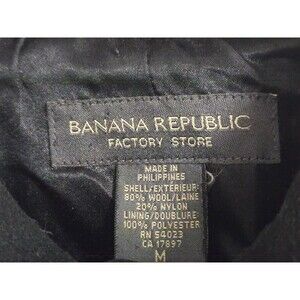 BANANA REPUBLIC
FACTORY STORE
MADE IN
PHILIPPINES
SHELL/EXTÉRIEUR:
80% WOOL/LAINE
20% NYLON
LINING/DOUBLURE:
100% POLYESTER
RN 54023
CA 17897
M